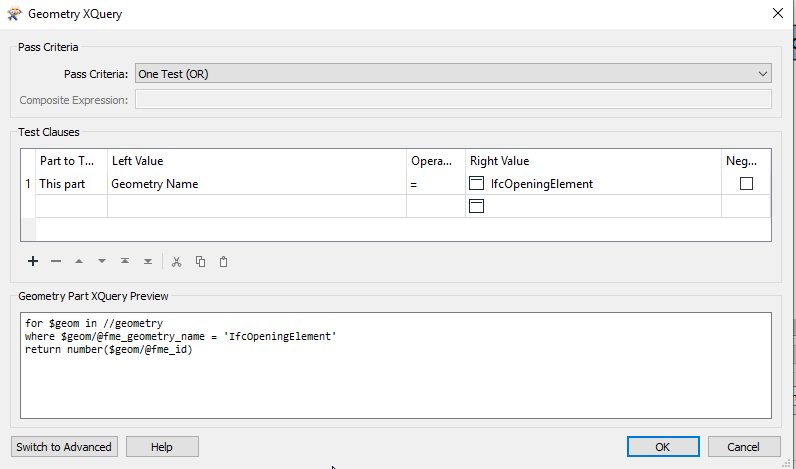 Geometry XQuery
Pass Criteria
Pass Criteria: One Test (OR)
Composite Expression:
Test Clauses
Part to T... Left Value Opera... Right Value Neg...
1 This part Geometry Name = IfcOpeningElement
Geometry Part XQuery Preview
for $geom in //geometry
where $geom/@fme_geometry_name = 'IfcOpeningElement'
return number($geom/@fme_id)
Switch to Advanced Help OK Cancel